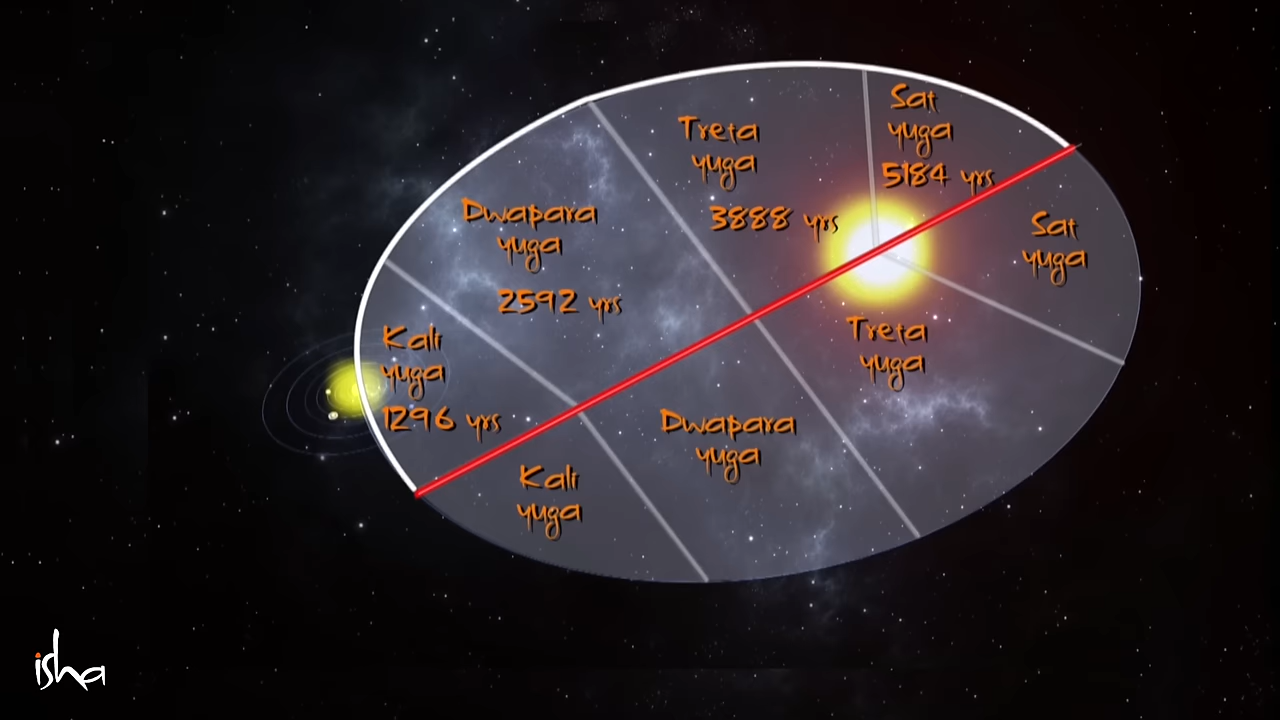 Sat
yuga
5184 yrs
Treta
yuga
3888 yrs
Dwapara
yuga
2592 yrs
Kali
yuga
1296 yrs
Sat
yuga
Treta
yuga
Dwapara
yuga
Kali
yuga
isha